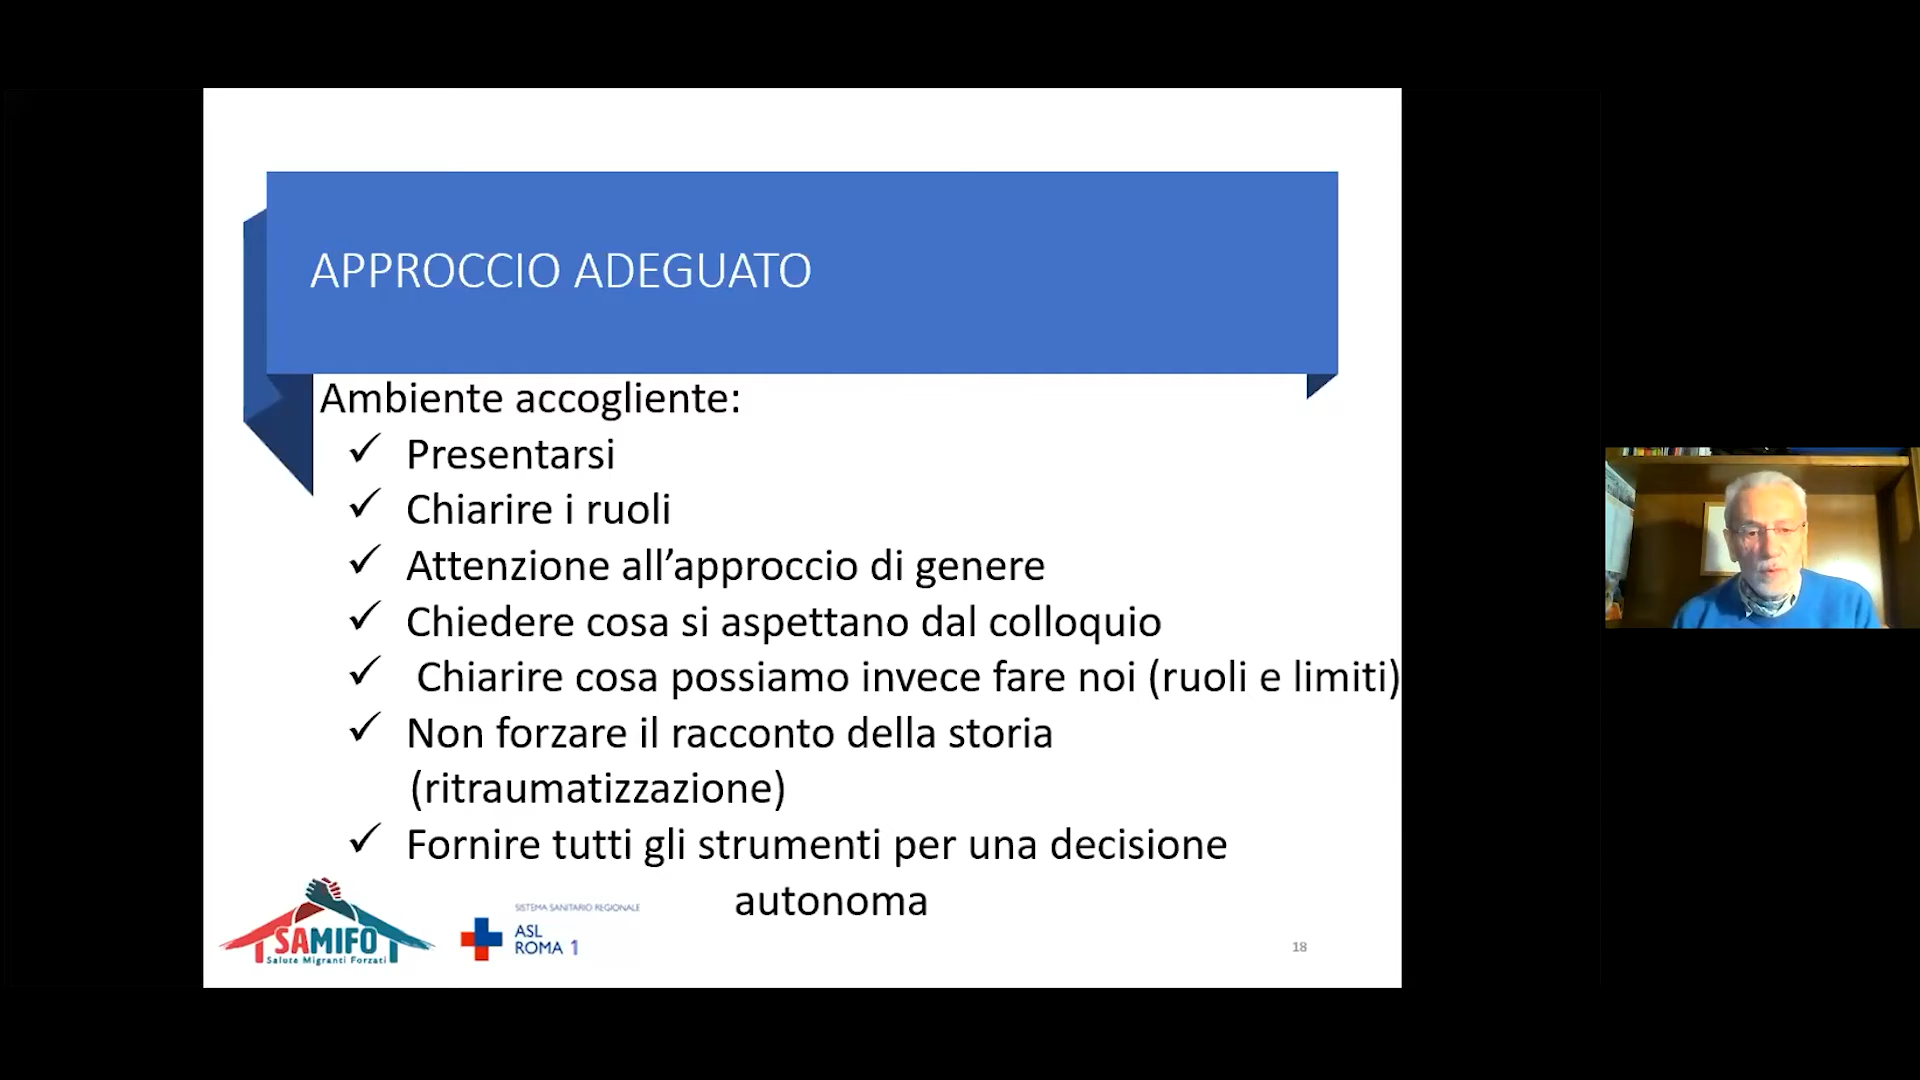 APPROCCIO ADEGUATO
Ambiente accogliente:
✓ Presentarsi
✓ Chiarire i ruoli
✓ Attenzione all’approccio di genere
✓ Chiedere cosa si aspettano dal colloquio
✓ Chiarire cosa possiamo invece fare noi (ruoli e limiti)
✓ Non forzare il racconto della storia
(ritraumatizzazione)
✓ Fornire tutti gli strumenti per una decisione
autonoma
SAMIFO
Salute Migranti Forzati
SISTEMA SANITARIO REGIONALE
ASL
ROMA 1
18